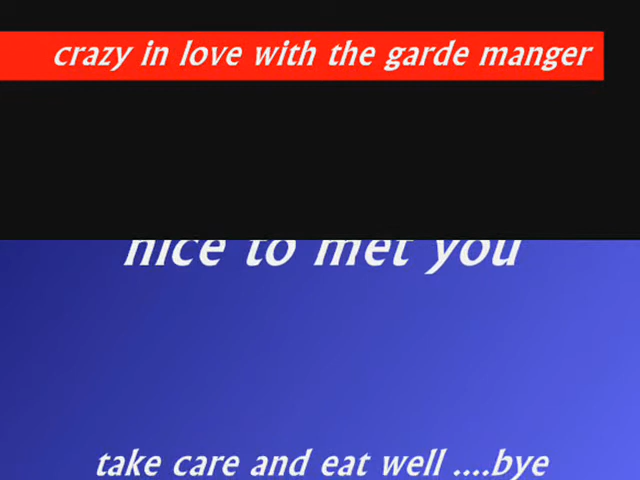 crazy in love with the garde manger
nice to met you
take care and eat well ....bye